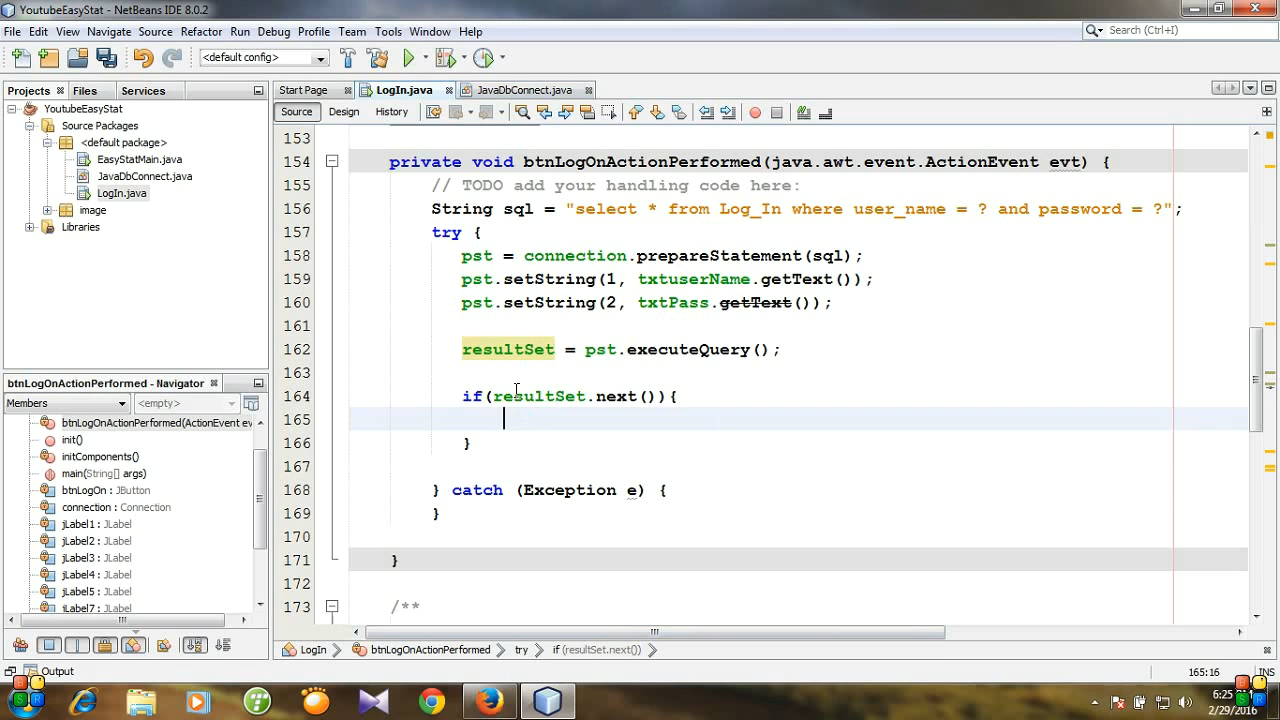 YoutubeEasyStat - NetBeans IDE 8.0.2
File Edit View Navigate Source Refactor Run Debug Profile Team Tools Window Help
Search (Ctrl+I)
<default config>
Projects Files Services
Start Page LogIn.java JavaDbConnect.java
Source Design History
YoutubeEasyStat
Source Packages
<default package>
EasyStatMain.java
JavaDbConnect.java
LogIn.java
image
Libraries
153
154 private void btnLogOnActionPerformed(java.awt.event.ActionEvent evt) {
155 // TODO add your handling code here:
156 String sql = "select * from Log_In where user_name = ? and password = ?";
157 try {
158 pst = connection.prepareStatement(sql);
159 pst.setString(1, txtuserName.getText());
160 pst.setString(2, txtPass.getText());
161
162 resultSet = pst.executeQuery();
163
164 if(resultSet.next()){
165
166 }
167
168 } catch (Exception e) {
169 }
170
171 }
172
173 /**
btnLogOnActionPerformed - Navigator
Members <empty>
btnLogOnActionPerformed(ActionEvent ev
init()
initComponents()
main(String[] args)
btnLogOn : JButton
connection : Connection
jLabel1 : JLabel
jLabel2 : JLabel
jLabel3 : JLabel
jLabel4 : JLabel
jLabel5 : JLabel
jLabel7 : JLabel
LogIn btnLogOnActionPerformed try if (resultSet.next())
Output
165:16
6:25
2/29/2016